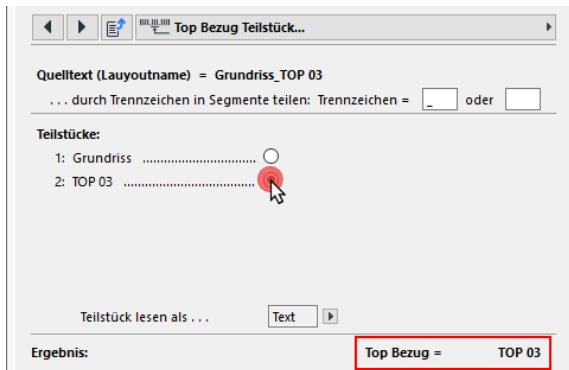 Top Bezug Teilstück...
Quelltext (Lauyoutname) = Grundriss_TOP 03
. . . durch Trennzeichen in Segmente teilen: Trennzeichen = _ oder
Teilstücke:
1: Grundriss ................................
2: TOP 03 .....................................
Teilstück lesen als . . . Text
Ergebnis: Top Bezug = TOP 03